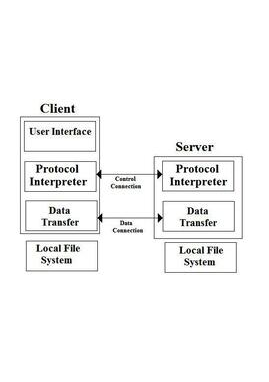 Client
User Interface
Protocol
Interpreter
Data
Transfer
Local File
System
Control
Connection
Data
Connection
Server
Protocol
Interpreter
Data
Transfer
Local File
System